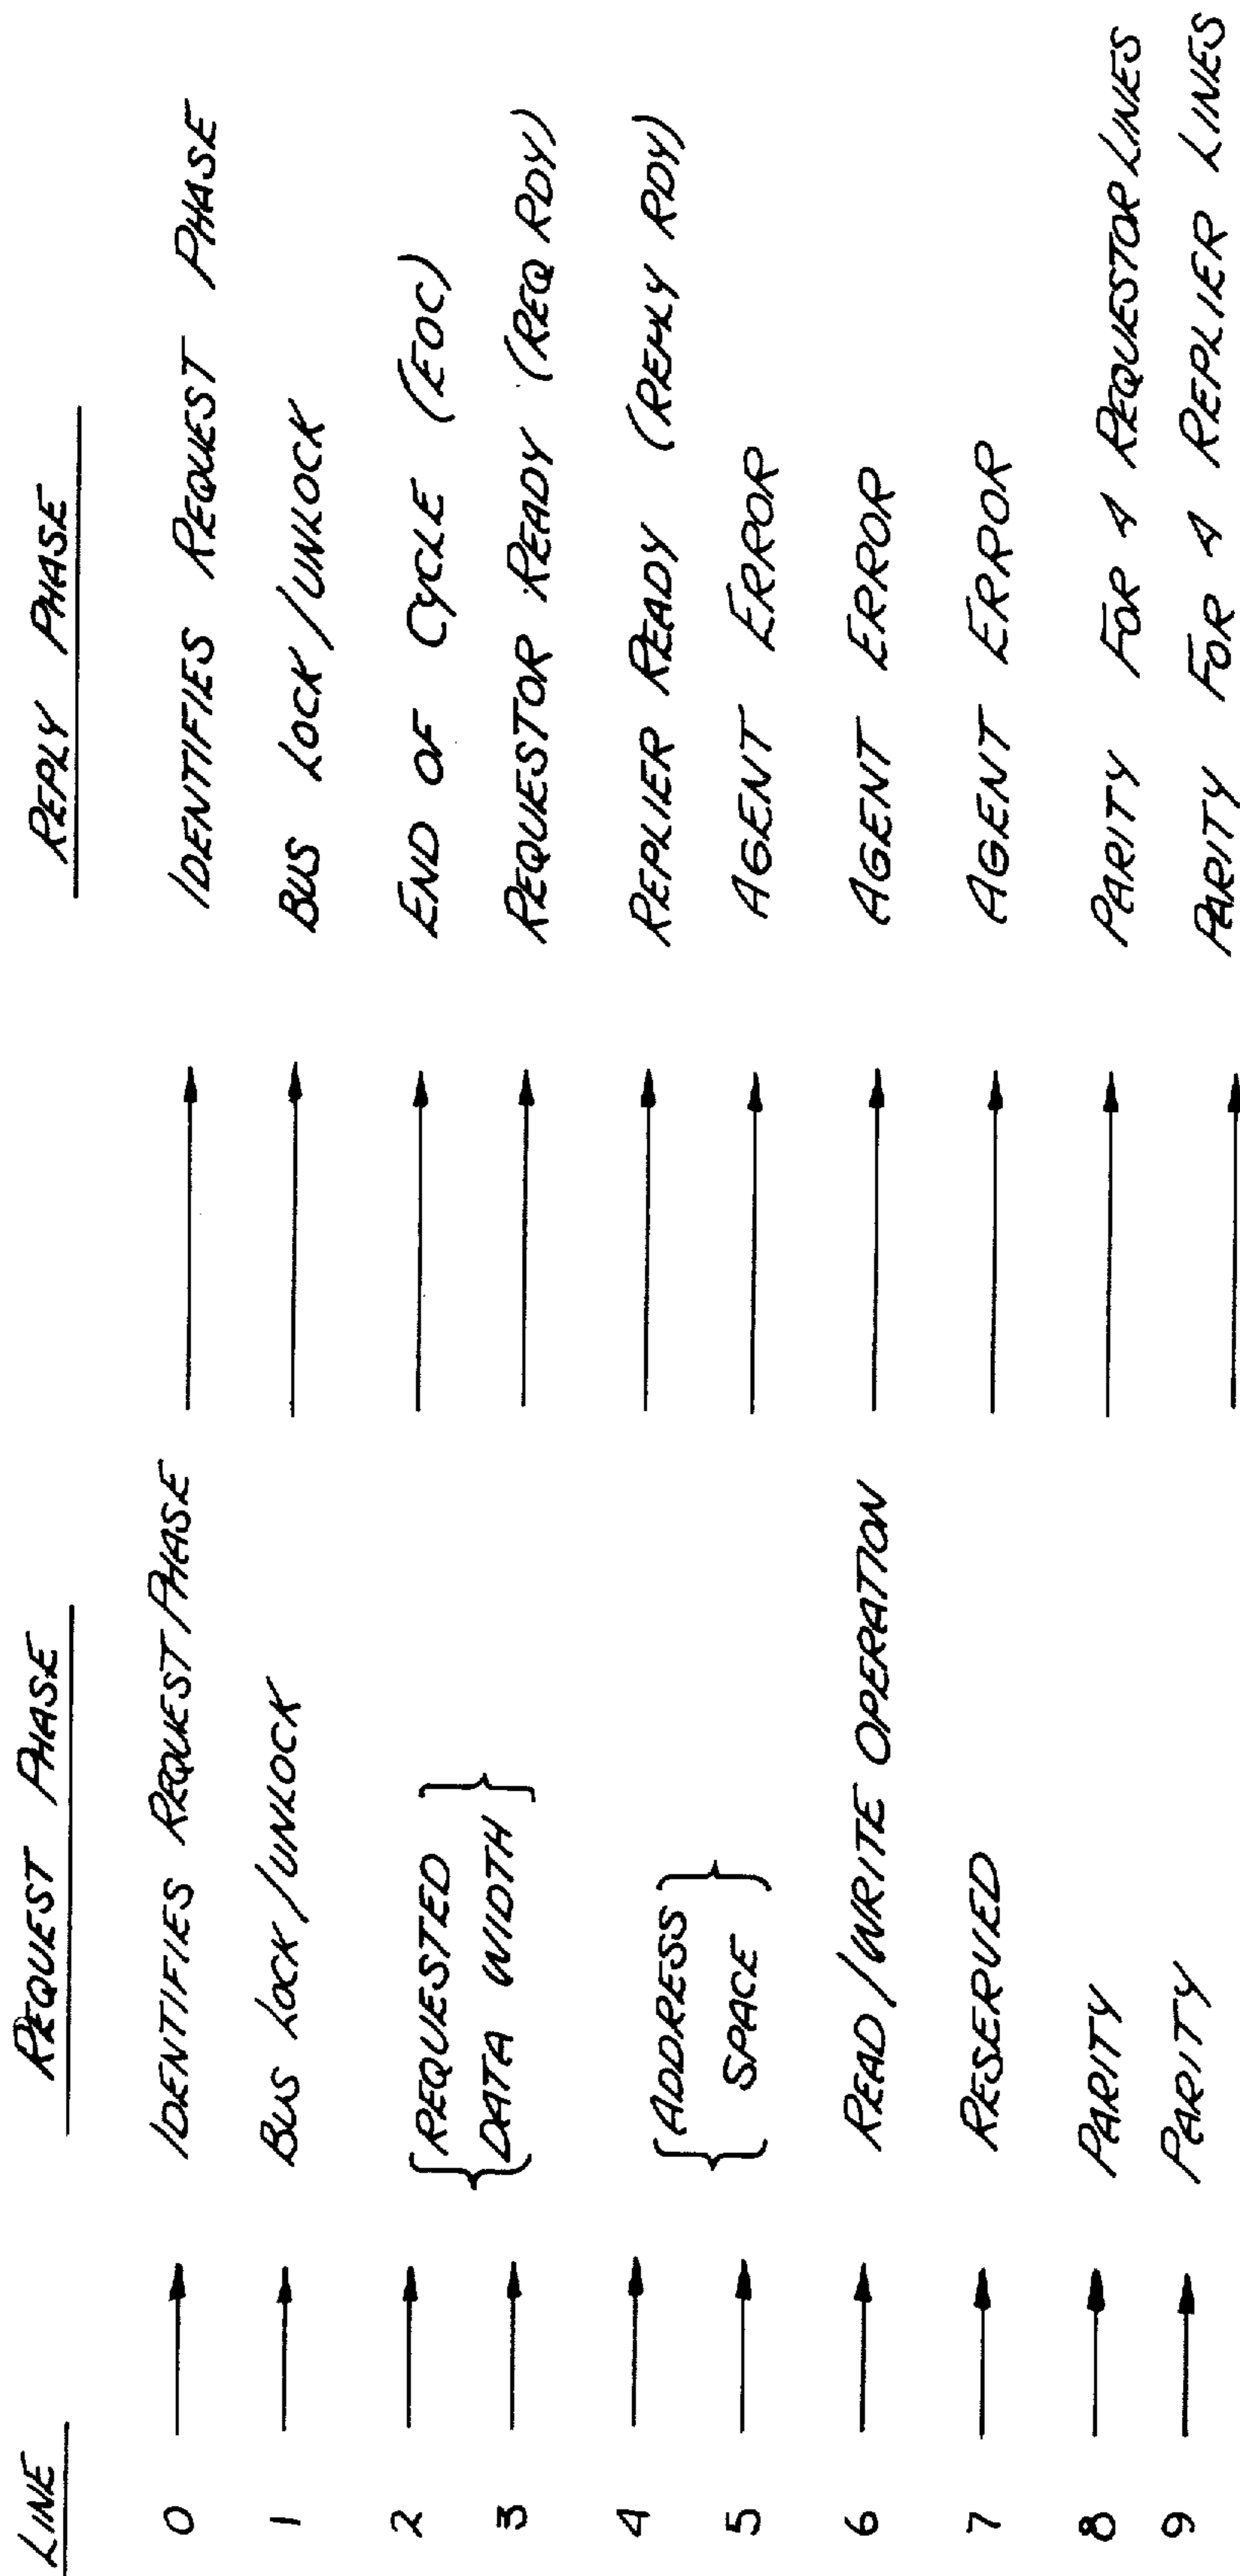 LINE REQUEST PHASE REPLY PHASE
0 IDENTIFIES REQUEST PHASE IDENTIFIES REQUEST PHASE
1 BUS LOCK/UNLOCK BUS LOCK/UNLOCK
2 { REQUESTED } END OF CYCLE (EOC)
3 { DATA WIDTH } REQUESTOR READY (REQ RDY)
4 { ADDRESS } REPLIER READY (REPLY RDY)
5 { SPACE } AGENT ERROR
6 READ/WRITE OPERATION AGENT ERROR
7 RESERVED AGENT ERROR
8 PARITY PARITY FOR 4 REQUESTOR LINES
9 PARITY PARITY FOR 4 REPLIER LINES